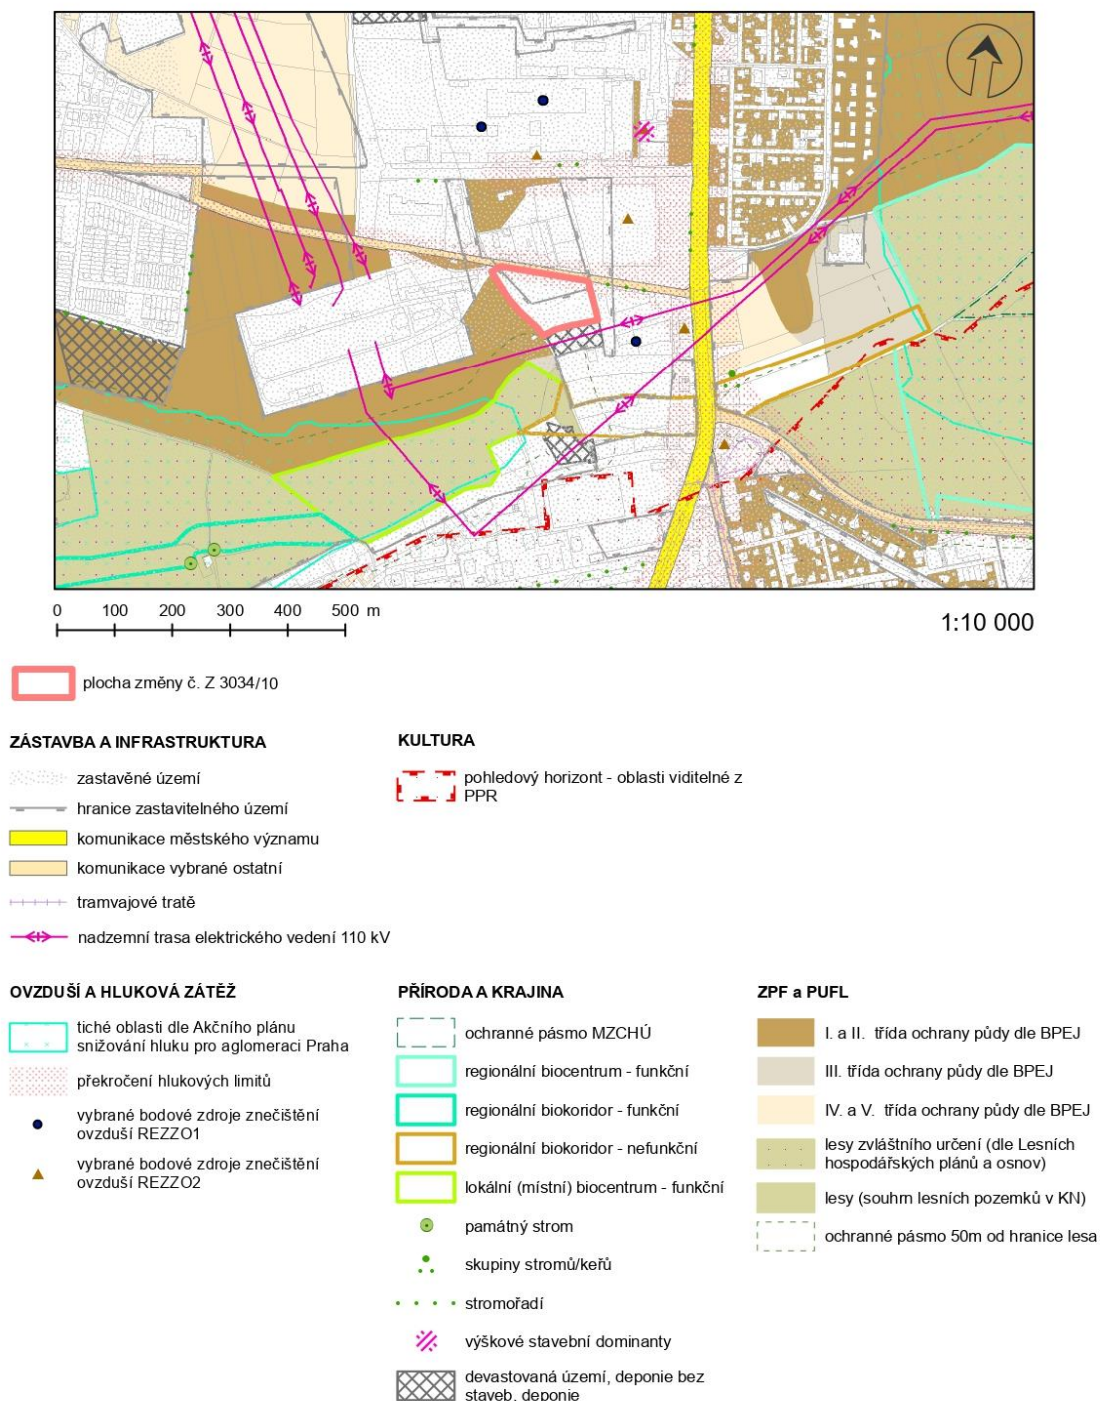 0 100 200 300 400 500 m
1:10 000
plocha změny č. Z 3034/10
ZÁSTAVBA A INFRASTRUKTURA
zastavěné území
hranice zastavitelného území
komunikace městského významu
komunikace vybrané ostatní
tramvajové tratě
nadzemní trasa elektrického vedení 110 kV
KULTURA
pohledový horizont - oblasti viditelné z
PPR
OVZDUŠÍ A HLUKOVÁ ZÁTĚŽ
tiché oblasti dle Akčního plánu
snižování hluku pro aglomeraci Praha
překročení hlukových limitů
vybrané bodové zdroje znečištění
ovzduší REZZO1
vybrané bodové zdroje znečištění
ovzduší REZZO2
PŘÍRODA A KRAJINA
ochranné pásmo MZCHÚ
regionální biocentrum - funkční
regionální biokoridor - funkční
regionální biokoridor - nefunkční
lokální (místní) biocentrum - funkční
památný strom
skupiny stromů/keřů
stromořadí
výškové stavební dominanty
devastovaná území, deponie bez
staveb, deponie
ZPF a PUFL
I. a II. třída ochrany půdy dle BPEJ
III. třída ochrany půdy dle BPEJ
IV. a V. třída ochrany půdy dle BPEJ
lesy zvláštního určení (dle Lesních
hospodářských plánů a osnov)
lesy (souhrn lesních pozemků v KN)
ochranné pásmo 50m od hranice lesa